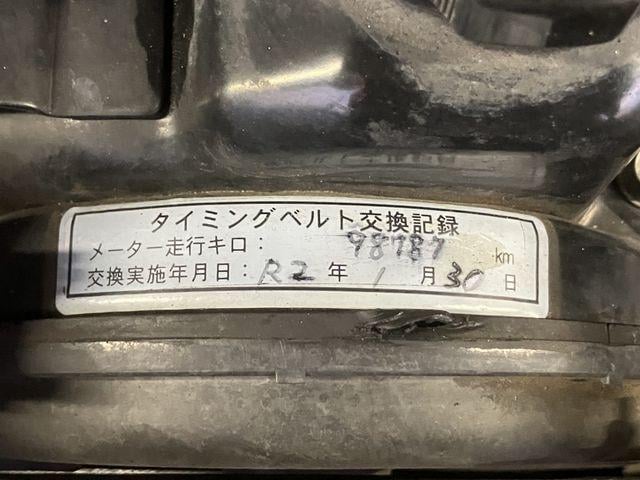 タイミングベルト交換記録
メーター走行キロ： 98787 km
交換実施年月日：R2 年 1 月 30 日